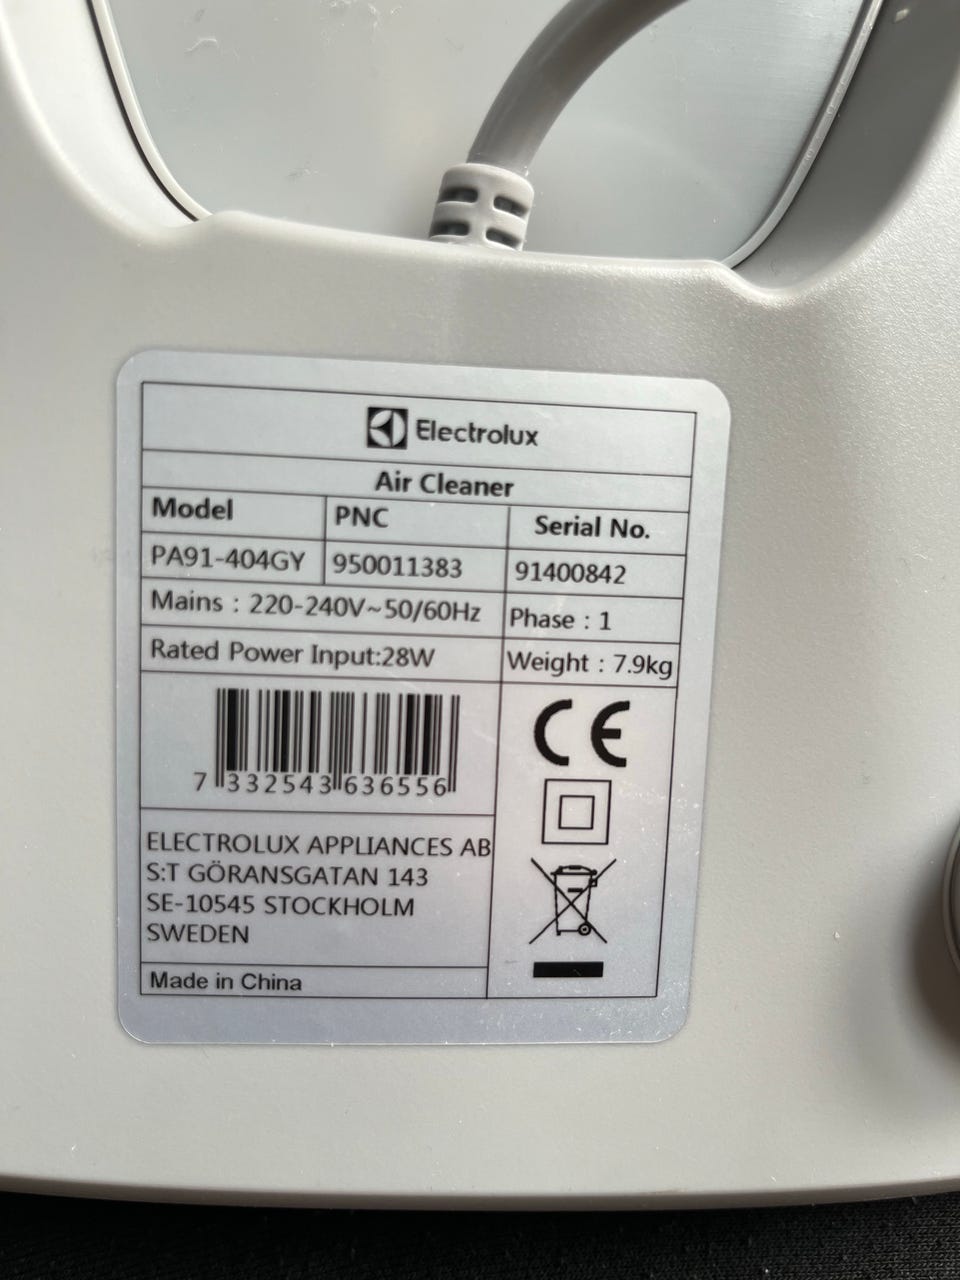 Electrolux
Air Cleaner
Model PNC Serial No.
PA91-404GY 950011383 91400842
Mains : 220-240V~50/60Hz Phase : 1
Rated Power Input:28W Weight : 7.9kg
7 332543 636556
CE
ELECTROLUX APPLIANCES AB
S:T GÖRANSGATAN 143
SE-10545 STOCKHOLM
SWEDEN
Made in China